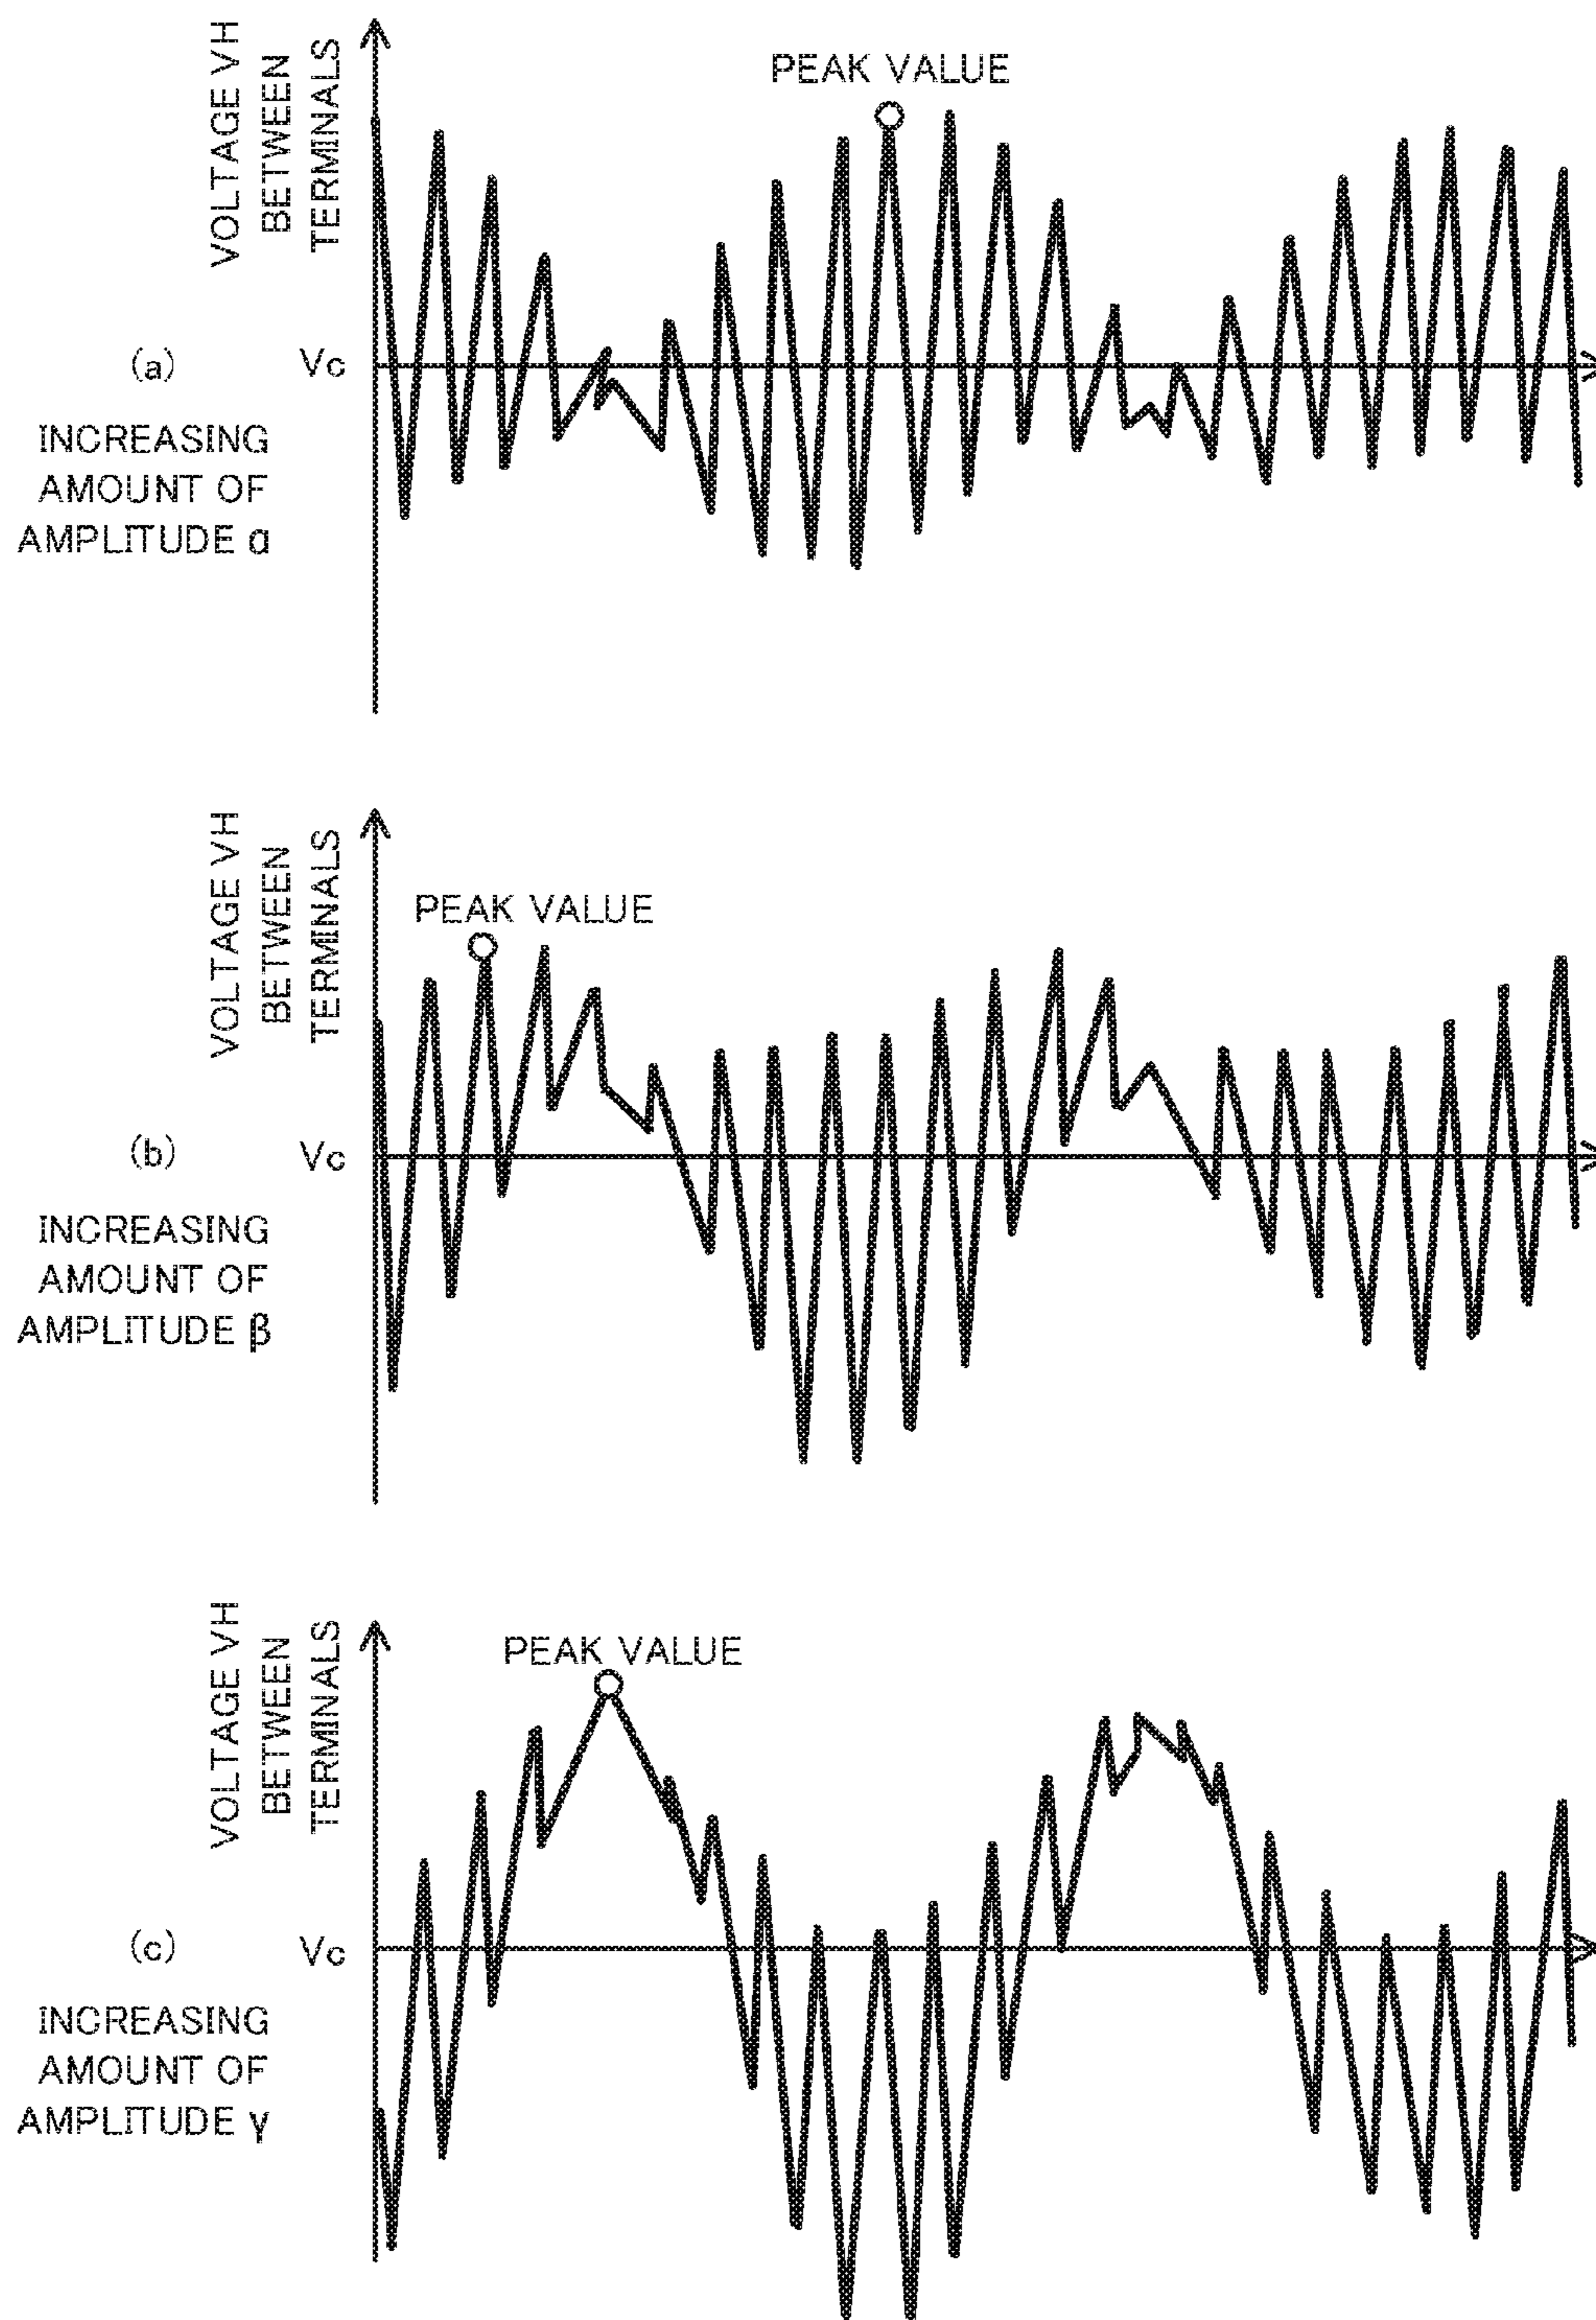 VOLTAGE VH
BETWEEN
TERMINALS
PEAK VALUE
(a)
Vc
INCREASING
AMOUNT OF
AMPLITUDE α
VOLTAGE VH
BETWEEN
TERMINALS
PEAK VALUE
(b)
Vc
INCREASING
AMOUNT OF
AMPLITUDE β
VOLTAGE VH
BETWEEN
TERMINALS
PEAK VALUE
(c)
Vc
INCREASING
AMOUNT OF
AMPLITUDE γ